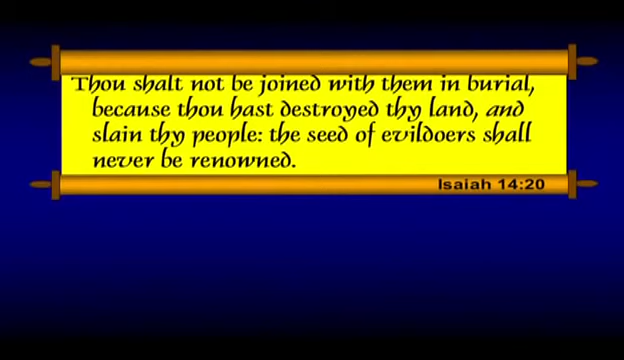 Thou shalt not be joined with them in burial,
because thou hast destroyed thy land, and
slain thy people: the seed of evildoers shall
never be renowned.
Isaiah 14:20